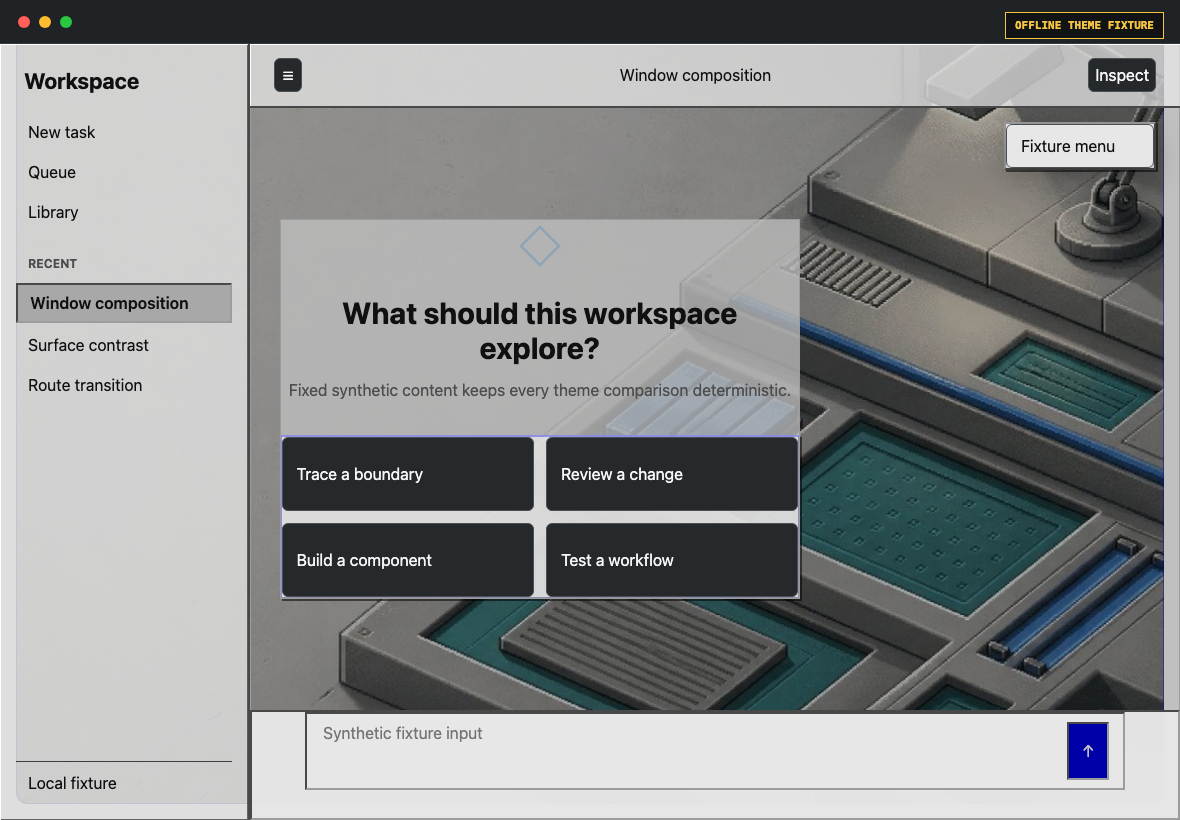 OFFLINE THEME FIXTURE
Workspace
New task
Queue
Library
RECENT
Window composition
Surface contrast
Route transition
Local fixture
Window composition
Inspect
Fixture menu
What should this workspace
explore?
Fixed synthetic content keeps every theme comparison deterministic.
Trace a boundary
Review a change
Build a component
Test a workflow
Synthetic fixture input